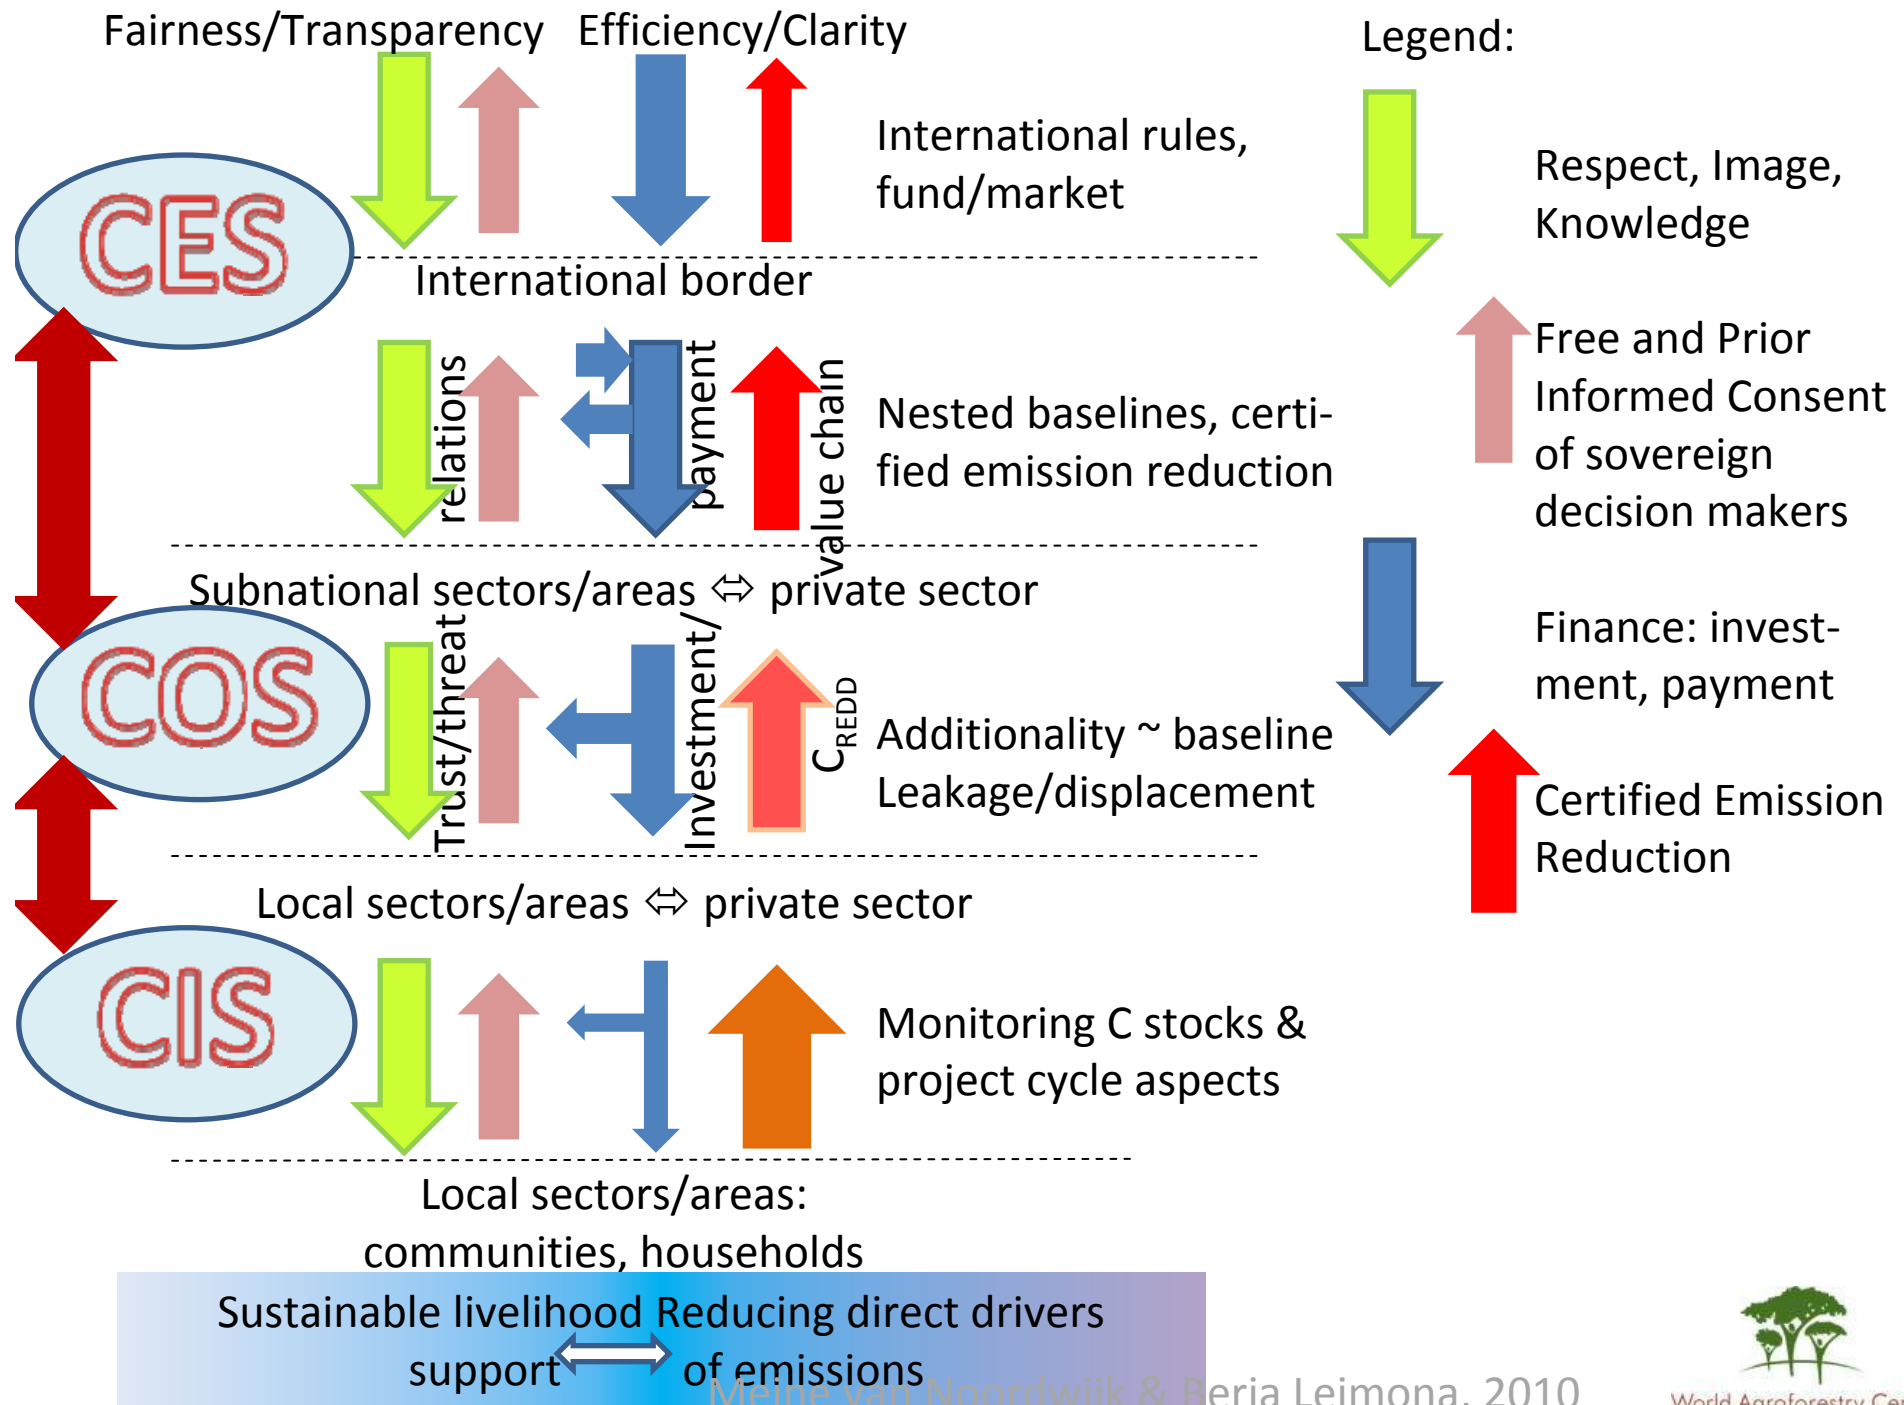 Fairness/Transparency Efficiency/Clarity
Legend:
International rules,
fund/market
CES
International border
relations
payment
value chain
Nested baselines, certi-
fied emission reduction
Subnational sectors/areas ⬄ private sector
COS
Trust/threat
Investment/
CREDD
Additionality ~ baseline
Leakage/displacement
Local sectors/areas ⬄ private sector
CIS
Monitoring C stocks &
project cycle aspects
Local sectors/areas:
communities, households
Sustainable livelihood Reducing direct drivers
support of emissions
Respect, Image,
Knowledge
Free and Prior
Informed Consent
of sovereign
decision makers
Finance: invest-
ment, payment
Certified Emission
Reduction
Meine van Noordwijk & Beria Leimona, 2010
World Agroforestry Ce